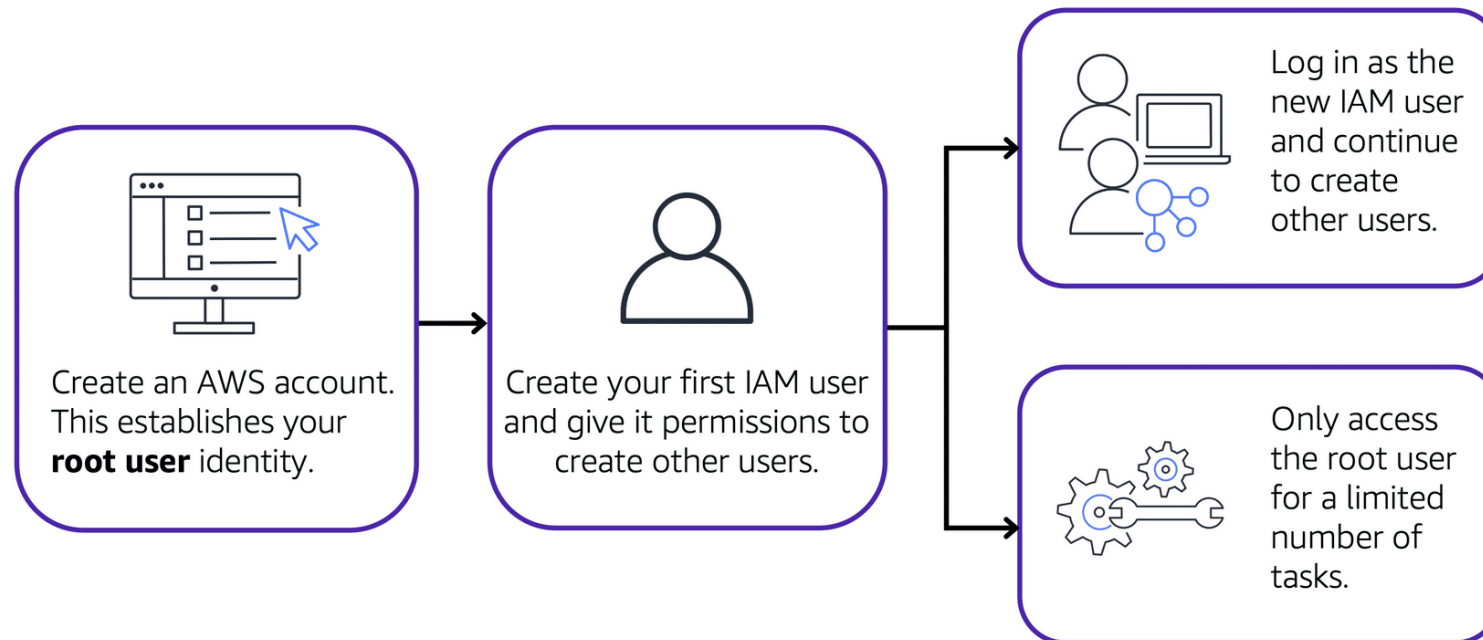 Create an AWS account.
This establishes your
root user identity.
Create your first IAM user
and give it permissions to
create other users.
Log in as the
new IAM user
and continue
to create
other users.
Only access
the root user
for a limited
number of
tasks.